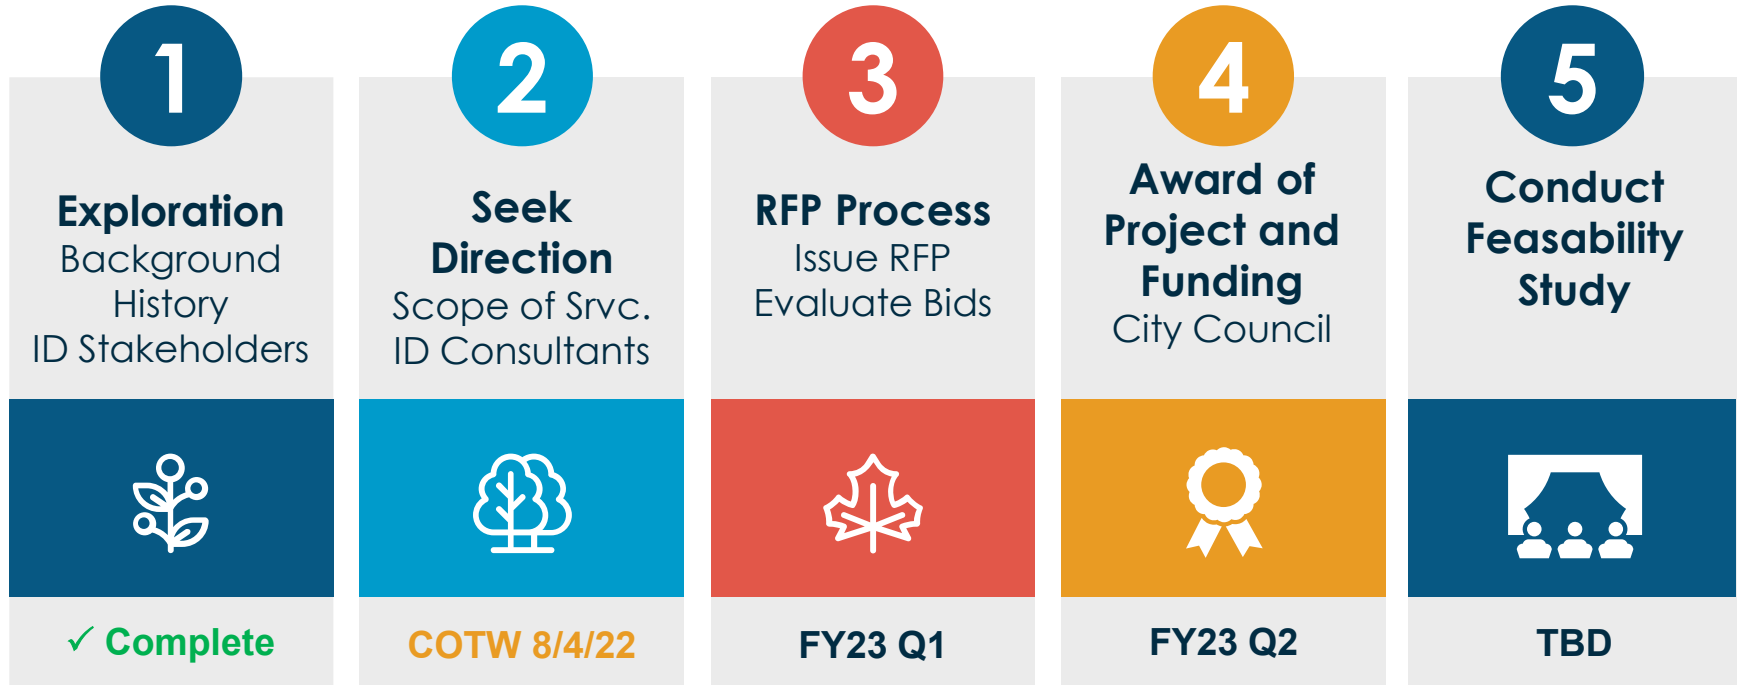 1
Exploration
Background
History
ID Stakeholders
✓ Complete
2
Seek
Direction
Scope of Srvc.
ID Consultants
COTW 8/4/22
3
RFP Process
Issue RFP
Evaluate Bids
FY23 Q1
4
Award of
Project and
Funding
City Council
FY23 Q2
5
Conduct
Feasability
Study
TBD